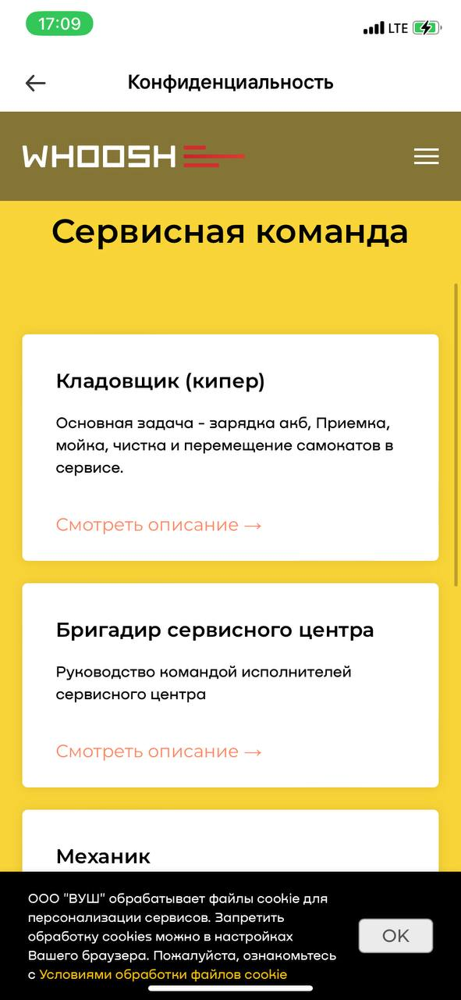 17:09
LTE
Конфиденциальность
WHOOSH
Сервисная команда
Кладовщик (кипер)
Основная задача - зарядка акб, Приемка,
мойка, чистка и перемещение самокатов в
сервисе.
Смотреть описание →
Бригадир сервисного центра
Руководство командой исполнителей
сервисного центра
Смотреть описание →
Механик
ООО "ВУШ" обрабатывает файлы cookie для
персонализации сервисов. Запретить
обработку cookies можно в настройках
Вашего браузера. Пожалуйста, ознакомьтесь
с Условиями обработки файлов cookie
OK